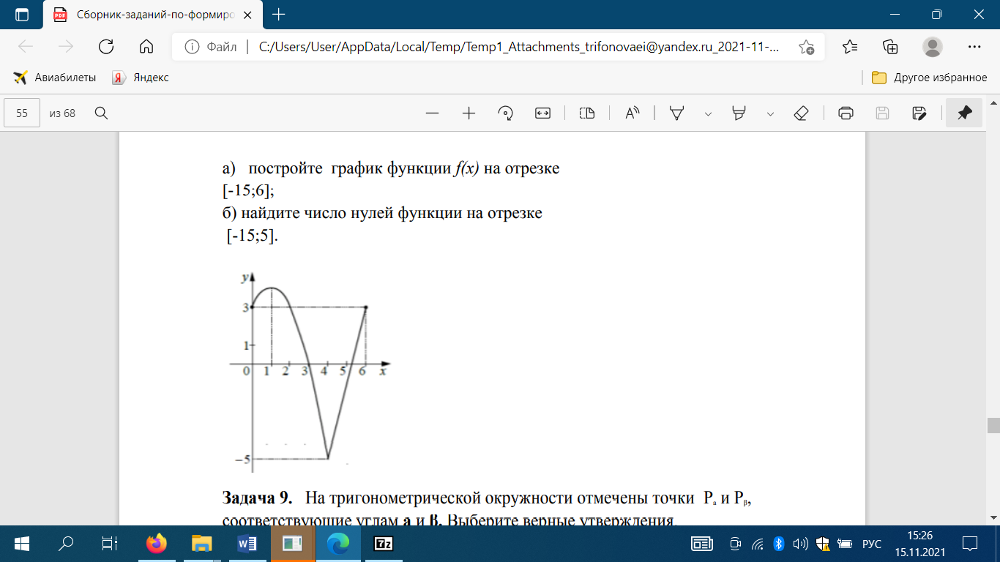 Сборник-заданий-по-формиро
Файл
C:/Users/User/AppData/Local/Temp/Temp1_Attachments_trifonovaei@yandex.ru_2021-11-...
Авиабилеты
Яндекс
Другое избранное
55
из 68
а) постройте график функции f(x) на отрезке
[-15;6];
б) найдите число нулей функции на отрезке
[-15;5].
y
3
1
0 1 2 3 4 5 6 x
−5
Задача 9. На тригонометрической окружности отмечены точки Pₐ и Pᵦ,
соответствующие углам а и β. Выберите верные утверждения.
РУС
15:26
15.11.2021